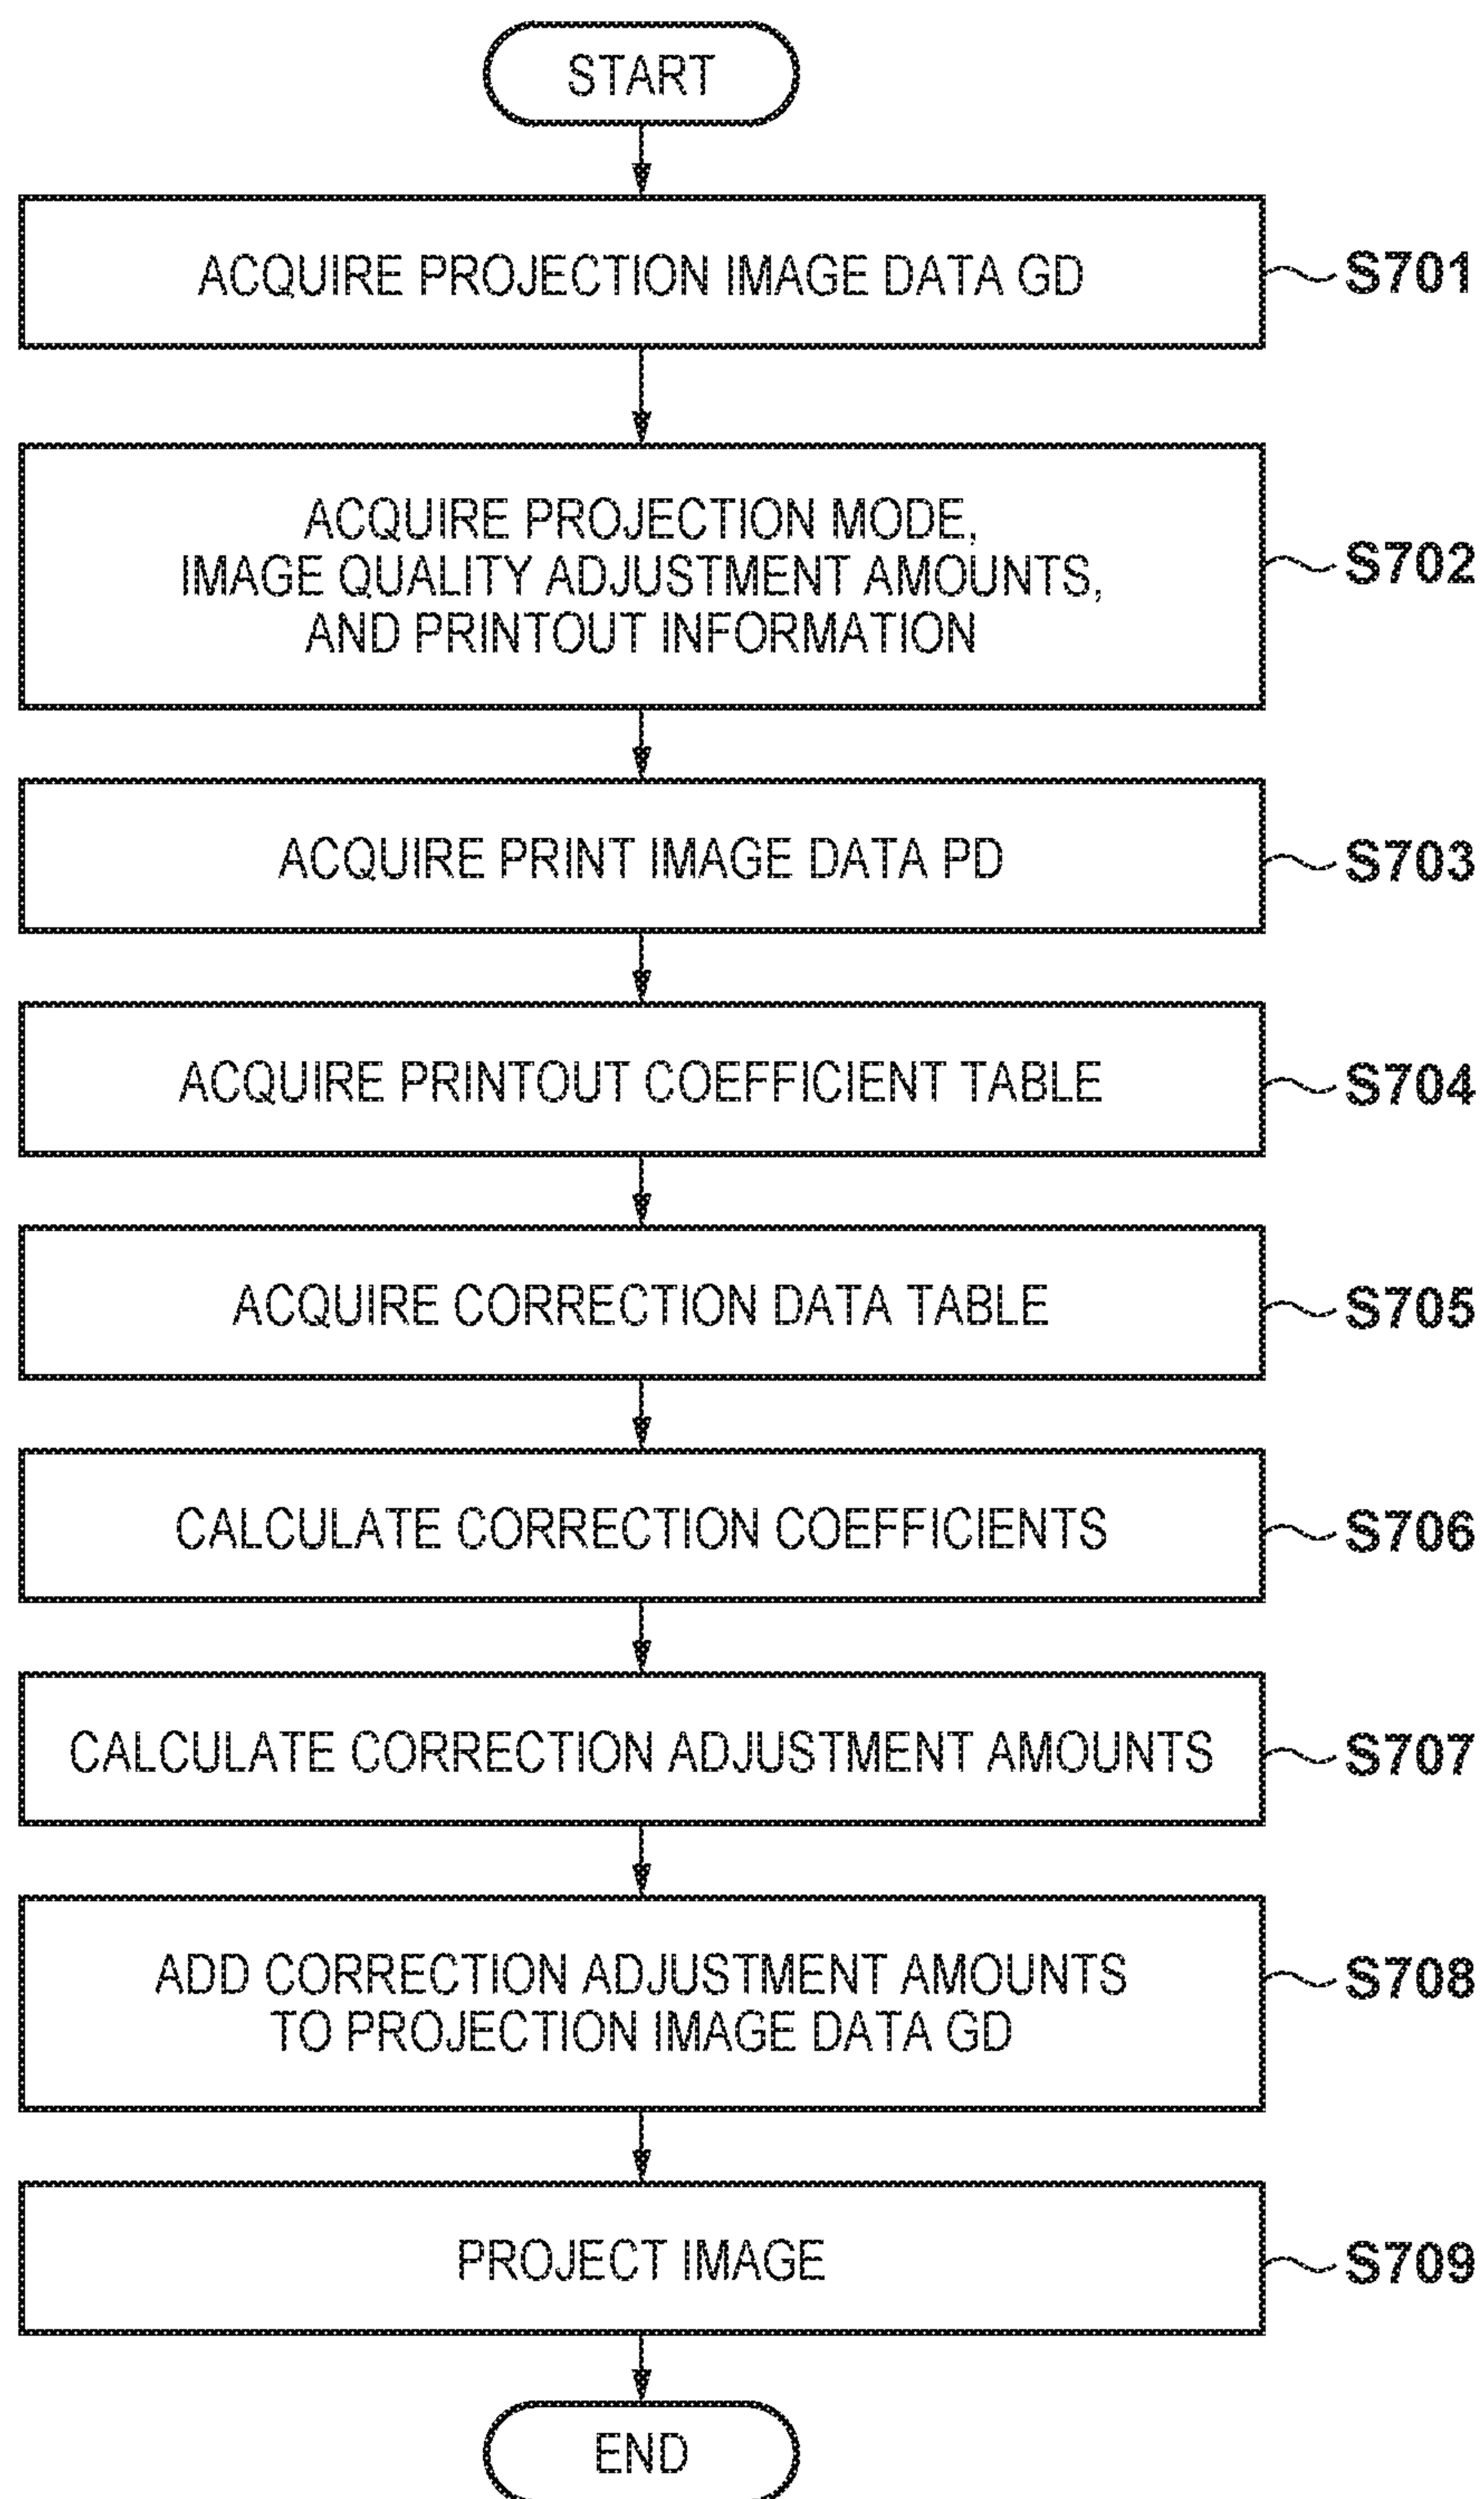 START
ACQUIRE PROJECTION IMAGE DATA GD
S701
ACQUIRE PROJECTION MODE,
IMAGE QUALITY ADJUSTMENT AMOUNTS,
AND PRINTOUT INFORMATION
S702
ACQUIRE PRINT IMAGE DATA PD
S703
ACQUIRE PRINTOUT COEFFICIENT TABLE
S704
ACQUIRE CORRECTION DATA TABLE
S705
CALCULATE CORRECTION COEFFICIENTS
S706
CALCULATE CORRECTION ADJUSTMENT AMOUNTS
S707
ADD CORRECTION ADJUSTMENT AMOUNTS
TO PROJECTION IMAGE DATA GD
S708
PROJECT IMAGE
S709
END